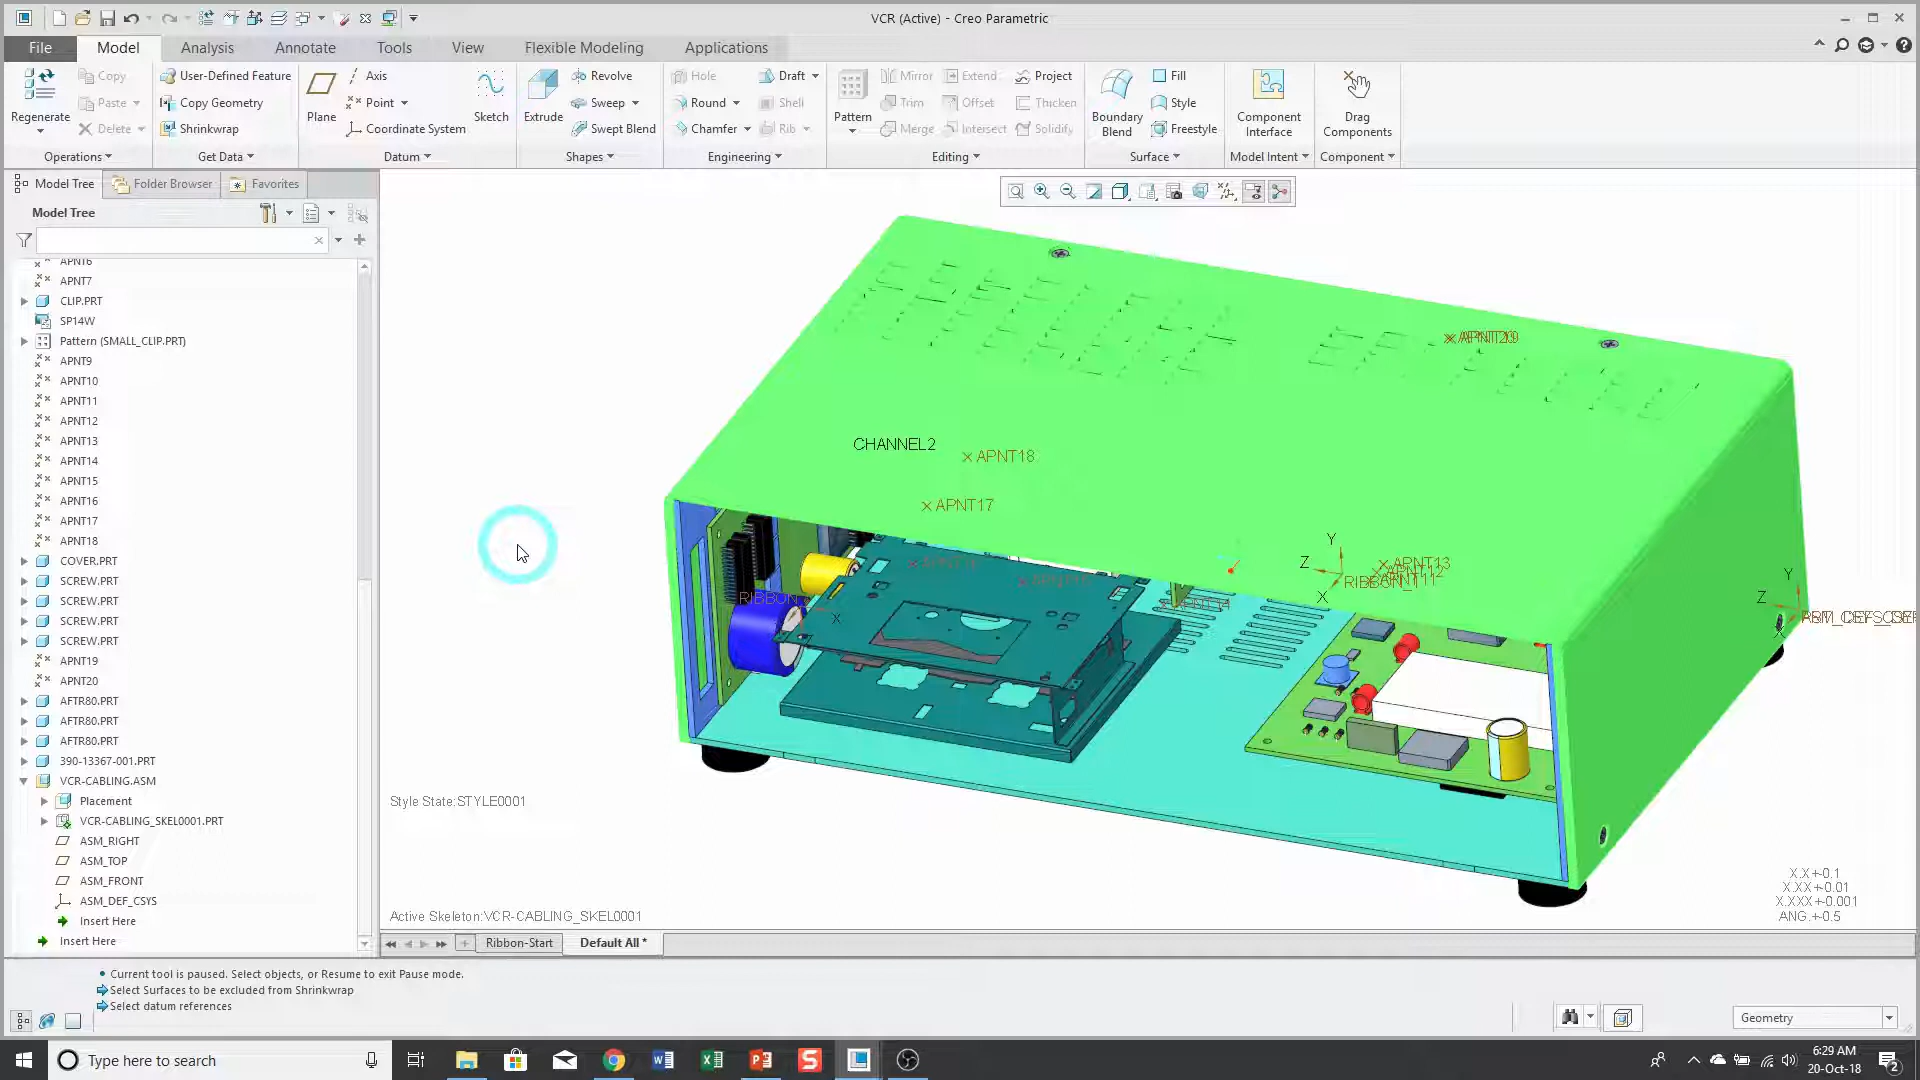 VCR (Active) - Creo Parametric
File
Model
Analysis
Annotate
Tools
View
Flexible Modeling
Applications
Regenerate
Copy
Paste
Delete
Operations
User-Defined Feature
Copy Geometry
Shrinkwrap
Get Data
Plane
Axis
Point
Coordinate System
Sketch
Datum
Extrude
Revolve
Sweep
Swept Blend
Shapes
Hole
Round
Chamfer
Draft
Shell
Rib
Engineering
Pattern
Mirror
Trim
Merge
Extend
Offset
Intersect
Project
Thicken
Solidify
Editing
Boundary
Blend
Fill
Style
Freestyle
Surface
Component
Interface
Model Intent
Drag
Components
Component
Model Tree
Folder Browser
Favorites
Model Tree
APNT6
APNT7
CLIP.PRT
SP14W
Pattern (SMALL_CLIP.PRT)
APNT9
APNT10
APNT11
APNT12
APNT13
APNT14
APNT15
APNT16
APNT17
APNT18
COVER.PRT
SCREW.PRT
SCREW.PRT
SCREW.PRT
SCREW.PRT
APNT19
APNT20
AFTR80.PRT
AFTR80.PRT
AFTR80.PRT
390-13367-001.PRT
VCR-CABLING.ASM
Placement
VCR-CABLING_SKEL0001.PRT
ASM_RIGHT
ASM_TOP
ASM_FRONT
ASM_DEF_CSYS
Insert Here
Insert Here
CHANNEL2
APNT18
APNT17
APNT13
Y
Z
X
Y
Z
X
X
Style State:STYLE0001
Active Skeleton:VCR-CABLING_SKEL0001
X.X+-0.1
X.XX+-0.01
X.XXX+-0.001
ANG.+-0.5
Ribbon-Start
Default All *
Current tool is paused. Select objects, or Resume to exit Pause mode.
Select Surfaces to be excluded from Shrinkwrap
Select datum references
Geometry
Type here to search
6:29 AM
20-Oct-18
2